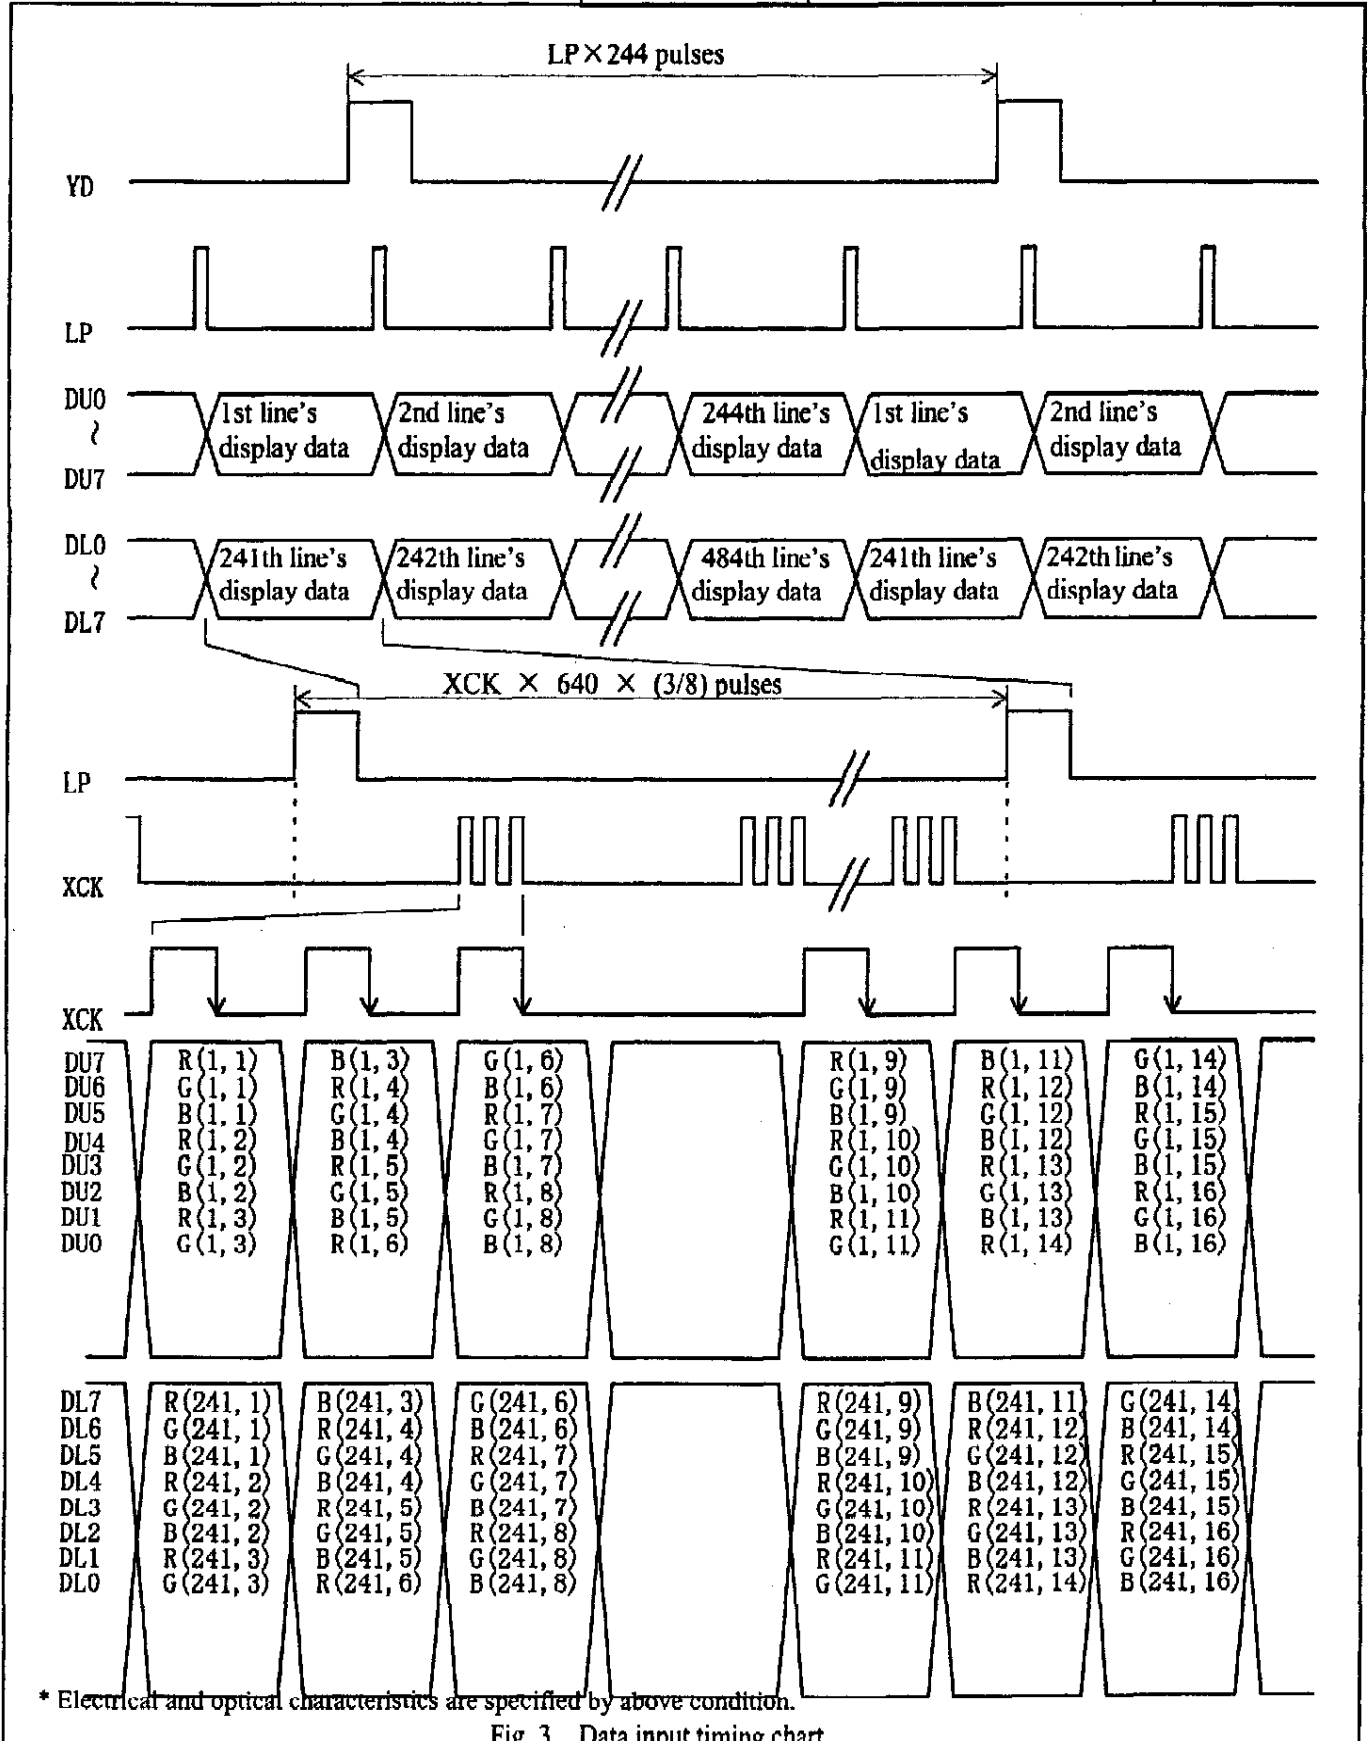 LP×244 pulses
YD
LP
DU0
~
DU7
1st line's
display data
2nd line's
display data
244th line's
display data
1st line's
display data
2nd line's
display data
DL0
~
DL7
241th line's
display data
242th line's
display data
484th line's
display data
241th line's
display data
242th line's
display data
XCK × 640 × (3/8) pulses
LP
XCK
XCK
DU7 R(1, 1) B(1, 3) G(1, 6) R(1, 9) B(1, 11) G(1, 14)
DU6 G(1, 1) R(1, 4) B(1, 6) G(1, 9) R(1, 12) B(1, 14)
DU5 B(1, 1) G(1, 4) R(1, 7) B(1, 9) G(1, 12) R(1, 15)
DU4 R(1, 2) B(1, 4) G(1, 7) R(1, 10) B(1, 12) G(1, 15)
DU3 G(1, 2) R(1, 5) B(1, 7) G(1, 10) R(1, 13) B(1, 15)
DU2 B(1, 2) G(1, 5) R(1, 8) B(1, 10) G(1, 13) R(1, 16)
DU1 R(1, 3) B(1, 5) G(1, 8) R(1, 11) B(1, 13) G(1, 16)
DU0 G(1, 3) R(1, 6) B(1, 8) G(1, 11) R(1, 14) B(1, 16)
DL7 R(241, 1) B(241, 3) G(241, 6) R(241, 9) B(241, 11) G(241, 14)
DL6 G(241, 1) R(241, 4) B(241, 6) G(241, 9) R(241, 12) B(241, 14)
DL5 B(241, 1) G(241, 4) R(241, 7) B(241, 9) G(241, 12) R(241, 15)
DL4 R(241, 2) B(241, 4) G(241, 7) R(241, 10) B(241, 12) G(241, 15)
DL3 G(241, 2) R(241, 5) B(241, 7) G(241, 10) R(241, 13) B(241, 15)
DL2 B(241, 2) G(241, 5) R(241, 8) B(241, 10) G(241, 13) R(241, 16)
DL1 R(241, 3) B(241, 5) G(241, 8) R(241, 11) B(241, 13) G(241, 16)
DL0 G(241, 3) R(241, 6) B(241, 8) G(241, 11) R(241, 14) B(241, 16)
* Electrical and optical characteristics are specified by above condition.
Fig. 3 Data input timing chart